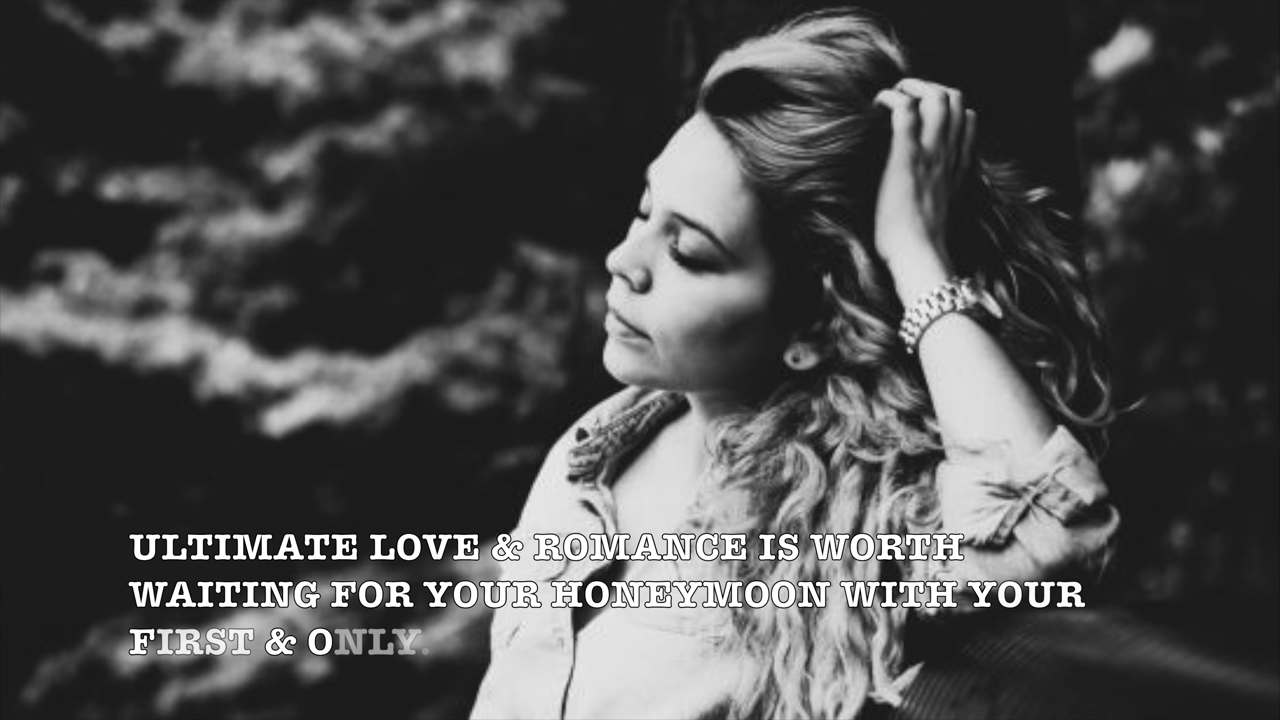 ULTIMATE LOVE & ROMANCE IS WORTH
WAITING FOR YOUR HONEYMOON WITH YOUR
FIRST & ONLY.